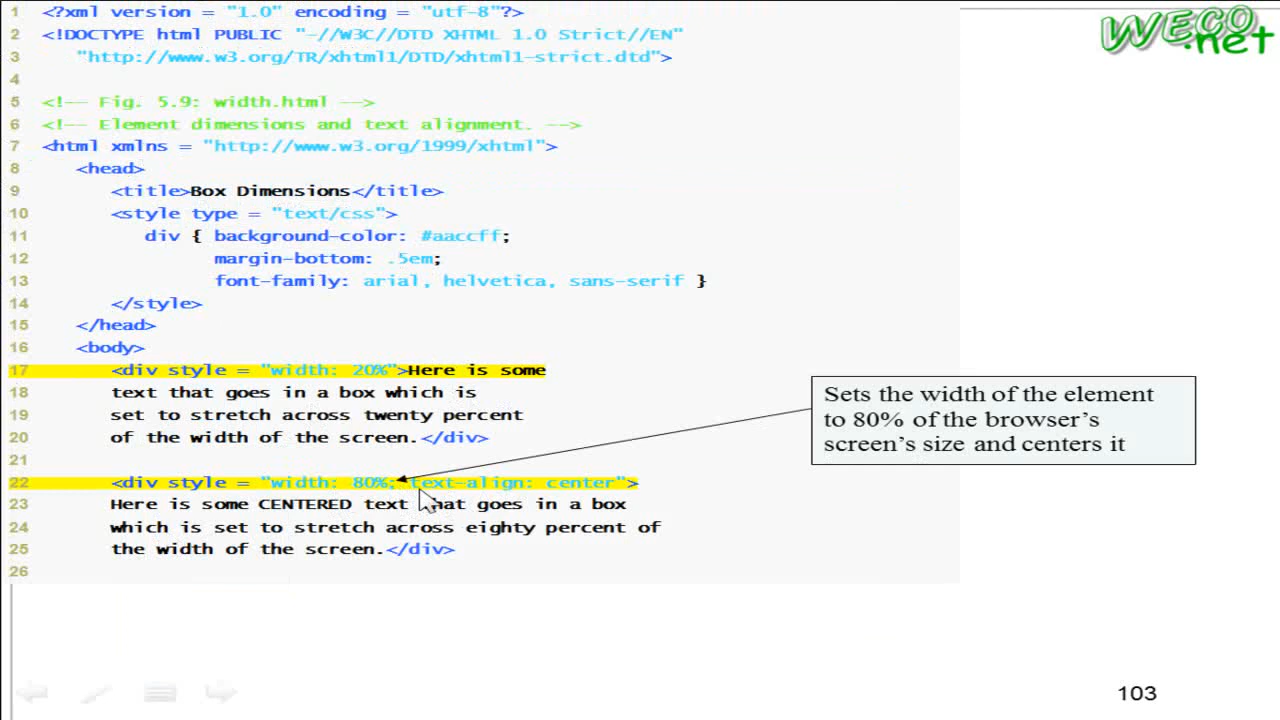 WECO
.net
1 <?xml version = "1.0" encoding = "utf-8"?>
2 <!DOCTYPE html PUBLIC "-//W3C//DTD XHTML 1.0 Strict//EN"
3 "http://www.w3.org/TR/xhtml1/DTD/xhtml1-strict.dtd">
4
5 <!-- Fig. 5.9: width.html -->
6 <!-- Element dimensions and text alignment. -->
7 <html xmlns = "http://www.w3.org/1999/xhtml">
8 <head>
9 <title>Box Dimensions</title>
10 <style type = "text/css">
11 div { background-color: #aaccff;
12 margin-bottom: .5em;
13 font-family: arial, helvetica, sans-serif }
14 </style>
15 </head>
16 <body>
17 <div style = "width: 20%">Here is some
18 text that goes in a box which is
19 set to stretch across twenty percent
20 of the width of the screen.</div>
21
22 <div style = "width: 80%; text-align: center">
23 Here is some CENTERED text that goes in a box
24 which is set to stretch across eighty percent of
25 the width of the screen.</div>
26
Sets the width of the element
to 80% of the browser's
screen's size and centers it
103